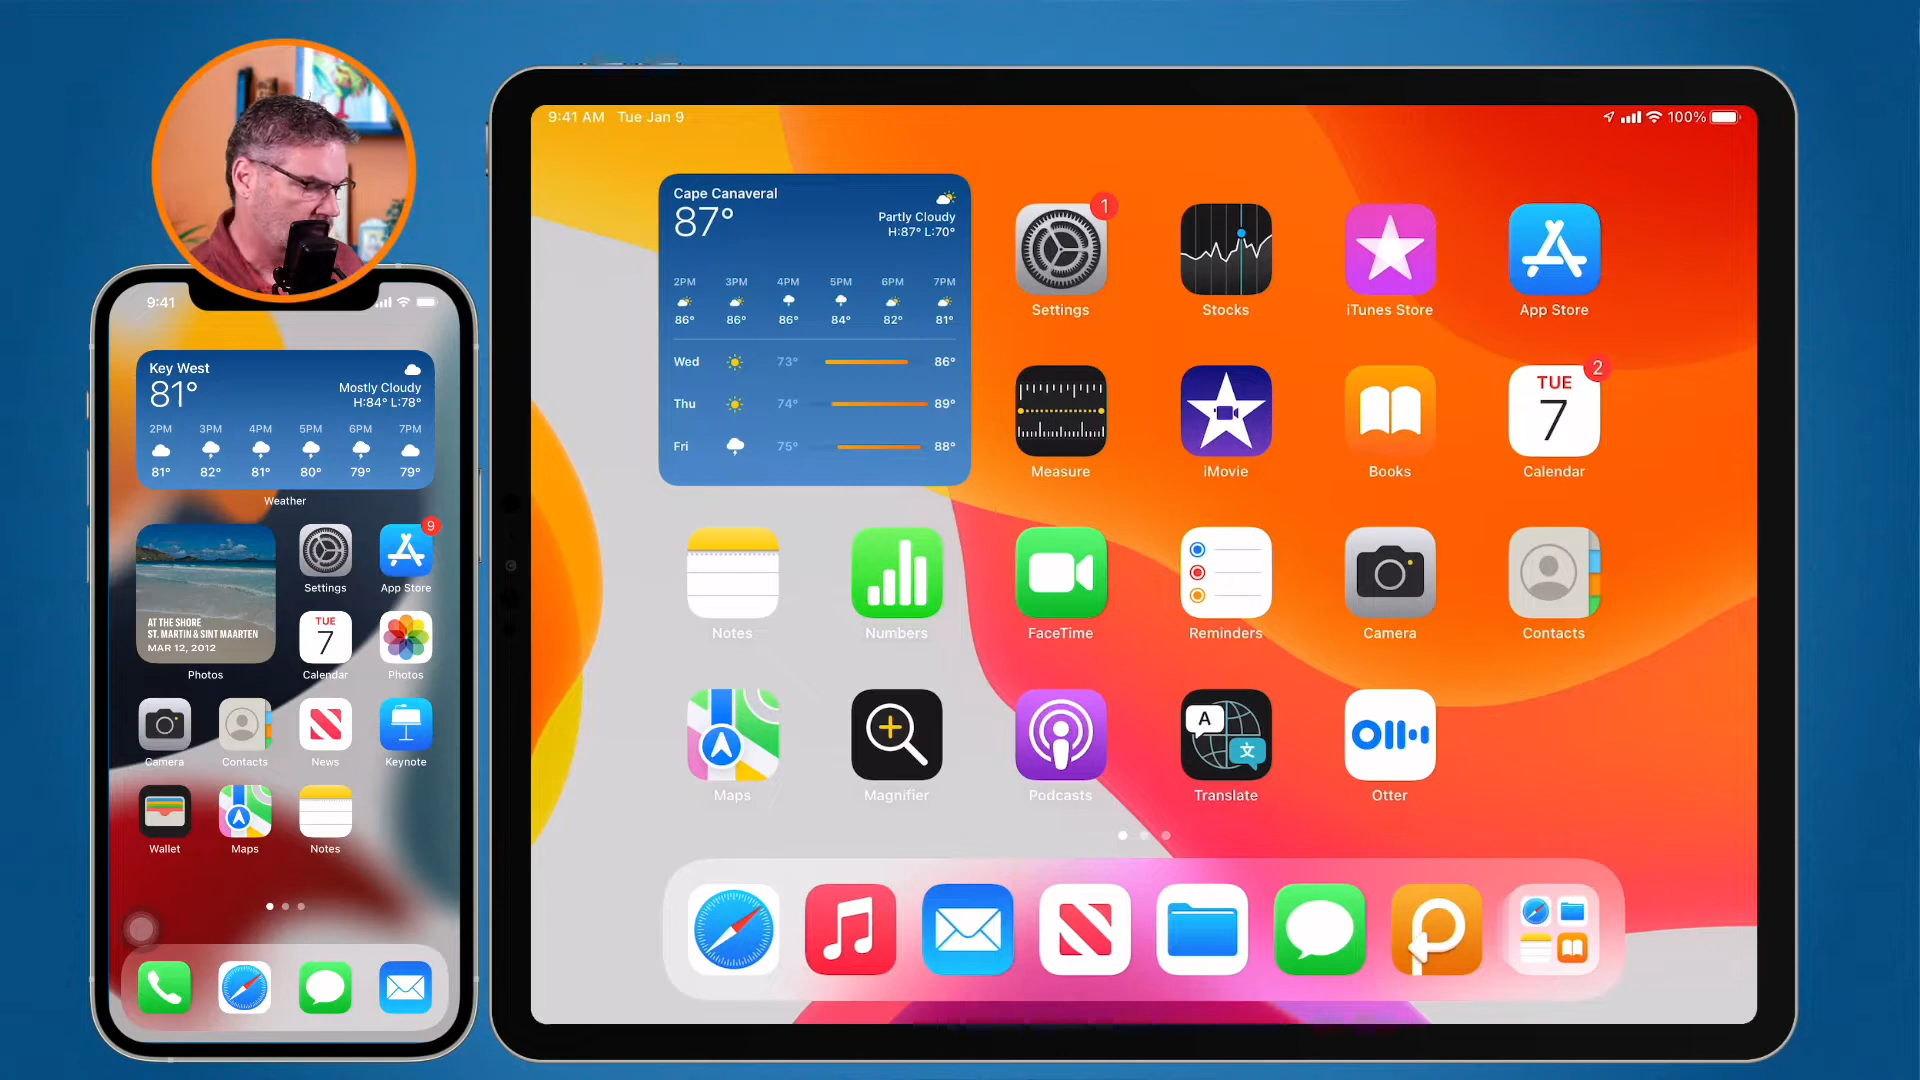 9:41
Key West
81°
Mostly Cloudy
H:84° L:78°
2PM 3PM 4PM 5PM 6PM 7PM
81° 82° 81° 80° 79° 79°
Weather
AT THE SHORE
ST. MARTIN & SINT MAARTEN
MAR 12, 2012
Photos
Settings
9
App Store
TUE
7
Calendar
Photos
Camera Contacts News Keynote
Wallet Maps Notes
9:41 AM Tue Jan 9
100%
Cape Canaveral
87°
Partly Cloudy
H:87° L:70°
2PM 3PM 4PM 5PM 6PM 7PM
86° 86° 86° 84° 82° 81°
Wed 73° 86°
Thu 74° 89°
Fri 75° 88°
1
Settings Stocks iTunes Store App Store
2
TUE
7
Measure iMovie Books Calendar
Notes Numbers FaceTime Reminders Camera Contacts
A
文
Maps Magnifier Podcasts Translate Otter